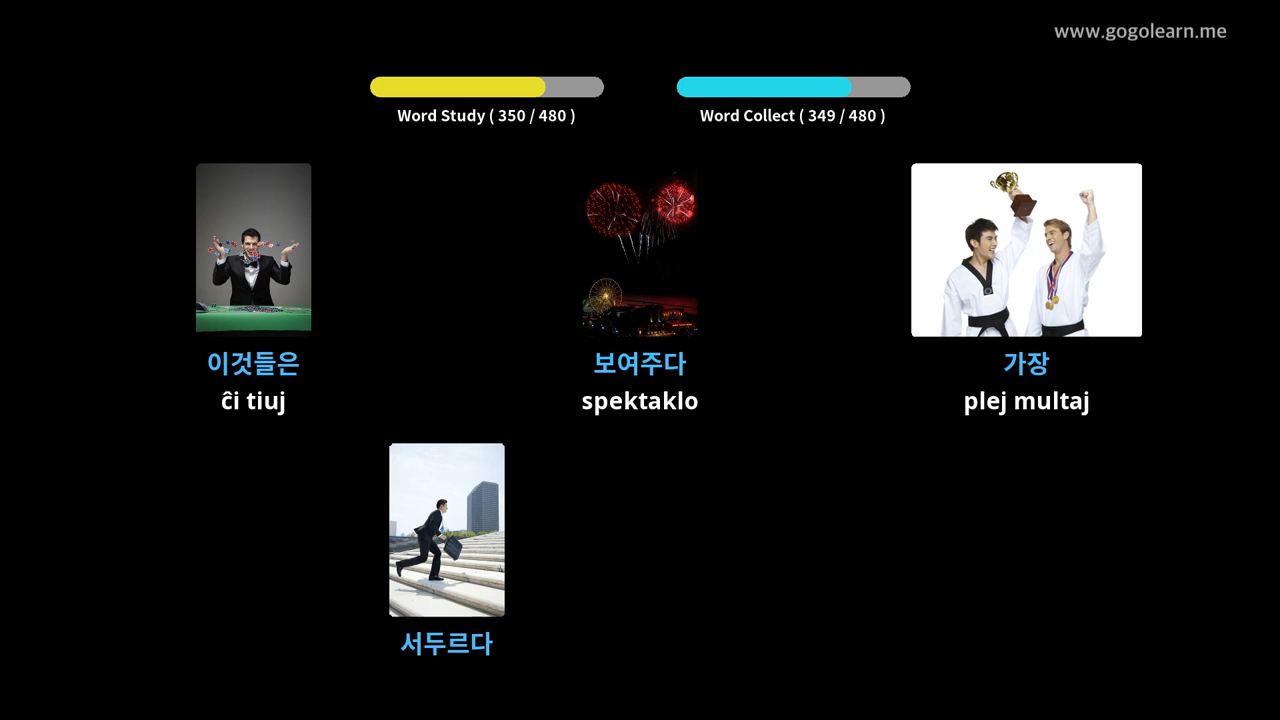 www.gogolearn.me
Word Study ( 350 / 480 )
Word Collect ( 349 / 480 )
이것들은
ĉi tiuj
보여주다
spektaklo
가장
plej multaj
서두르다